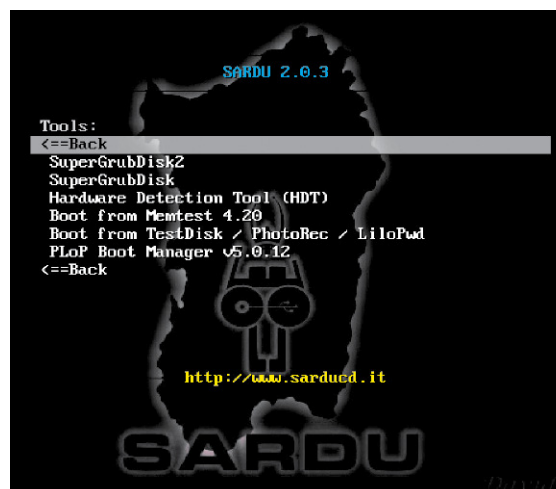 SARDU 2.0.3
Tools:
<==Back
SuperGrubDisk2
SuperGrubDisk
Hardware Detection Tool (HDT)
Boot from Memtest 4.20
Boot from TestDisk / PhotoRec / LiloPwd
PLoP Boot Manager v5.0.12
<==Back
http://www.sarducd.it
SARDU
Davide